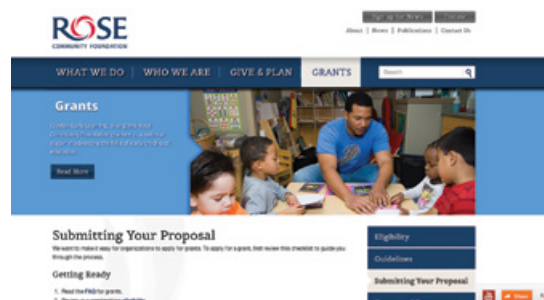 ROSE
COMMUNITY FOUNDATION
Sign up for News
About | News | Publications | Contact Us
WHAT WE DO | WHO WE ARE | GIVE & PLAN | GRANTS
Search
Grants
Read More
Submitting Your Proposal
We want to make it easy for organizations to apply for grants. To apply for a grant, first review this checklist to guide you
through the process.
Getting Ready
1. Read the FAQ for grants.
Eligibility
Guidelines
Submitting Your Proposal
Share